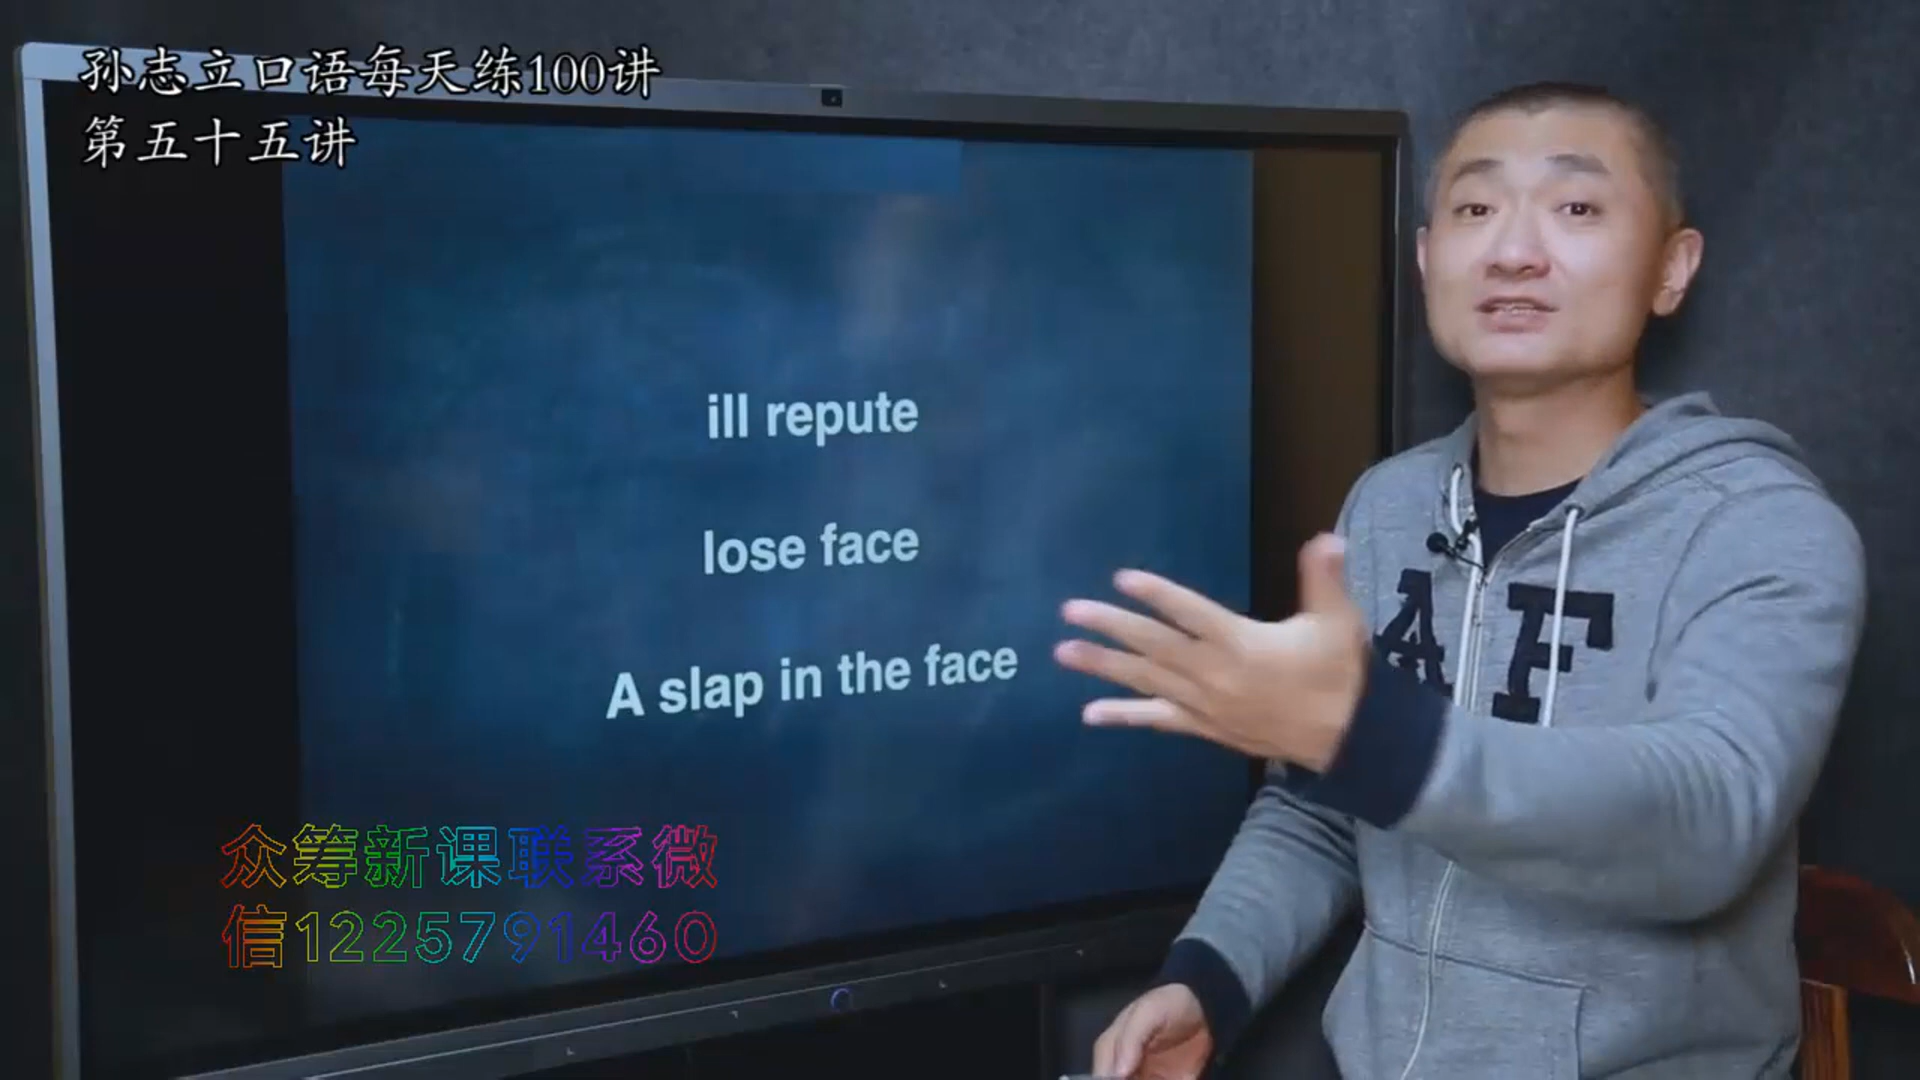 孙志立口语每天练100讲
第五十五讲
ill repute
lose face
A slap in the face
AF
众筹新课联系微
信1225791460